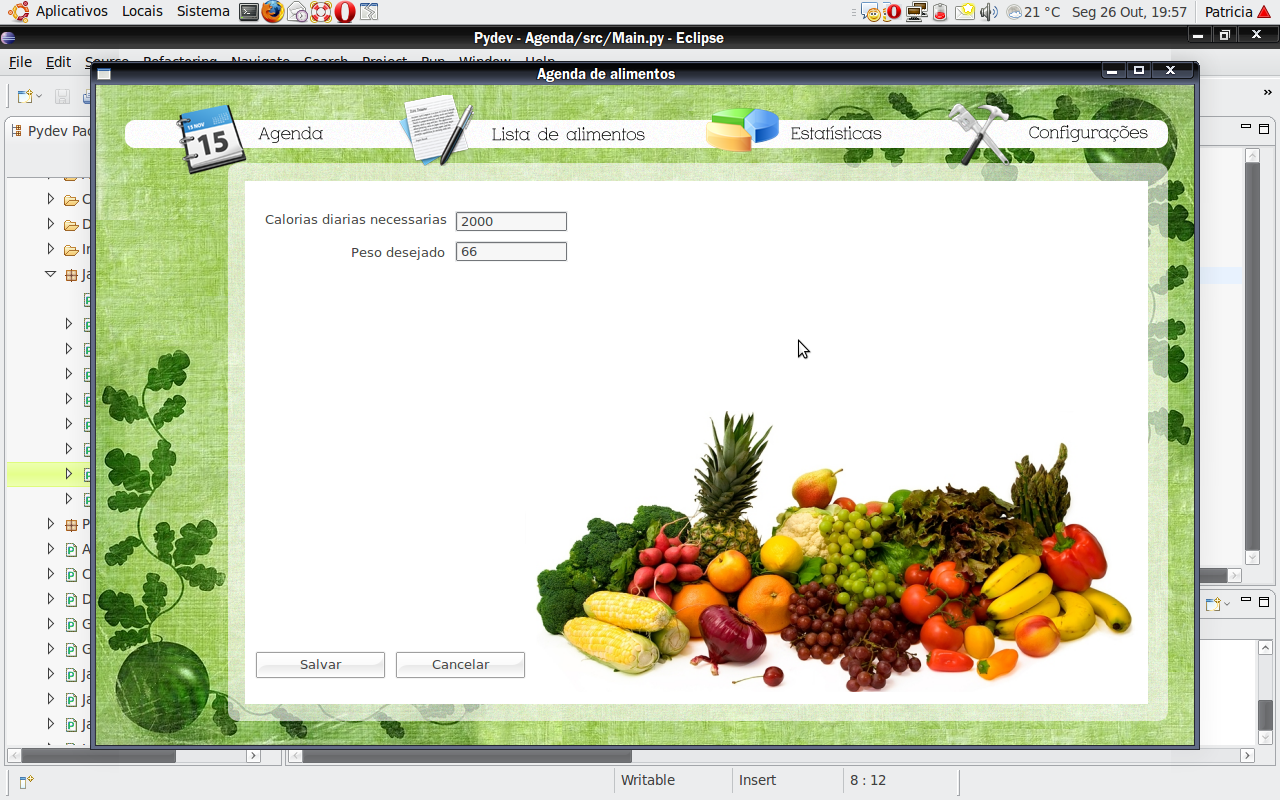 Aplicativos Locais Sistema 21 °C Seg 26 Out, 19:57 Patricia
Pydev - Agenda/src/Main.py - Eclipse
File Edit Source Refactoring Navigate Search Project Run Window Help
Agenda de alimentos
Pydev Pac
15 NOV
15
Agenda Lista de alimentos Estatísticas Configurações
Calorias diarias necessarias 2000
Peso desejado 66
Salvar Cancelar
Writable Insert 8 : 12